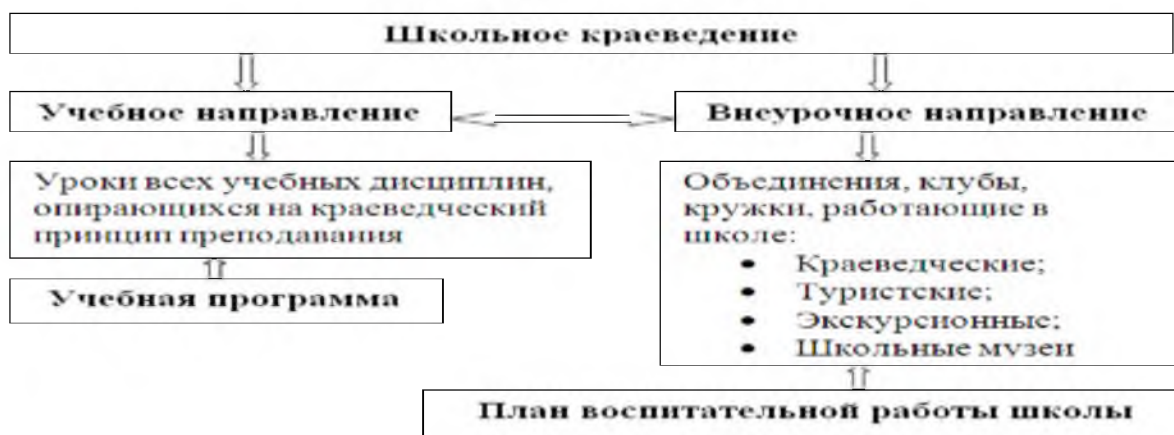 Школьное краеведение
Учебное направление
Внеурочное направление
Уроки всех учебных дисциплин,
опирающихся на краеведческий
принцип преподавания
Учебная программа
Объединения, клубы,
кружки, работающие в
школе:
• Краеведческие;
• Туристские;
• Экскурсионные;
• Школьные музеи
План воспитательной работы школы